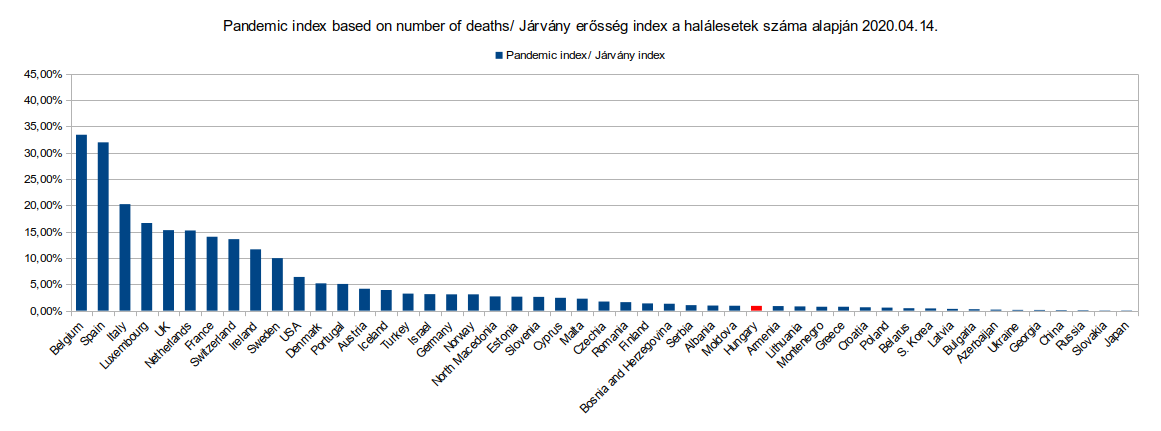 Pandemic index based on number of deaths/ Járvány erősség index a halálesetek száma alapján 2020.04.14.
Pandemic index/ Járvány index
45,00%
40,00%
35,00%
30,00%
25,00%
20,00%
15,00%
10,00%
5,00%
0,00%
Belgium
Spain
Italy
Luxembourg
UK
Netherlands
France
Switzerland
Ireland
Sweden
USA
Denmark
Portugal
Austria
Iceland
Turkey
Israel
Germany
Norway
North Macedonia
Estonia
Slovenia
Cyprus
Malta
Czechia
Romania
Finland
Bosnia and Herzegovina
Serbia
Albania
Moldova
Hungary
Armenia
Lithuania
Montenegro
Greece
Croatia
Poland
Belarus
S. Korea
Latvia
Bulgaria
Azerbaijan
Ukraine
Georgia
China
Russia
Slovakia
Japan